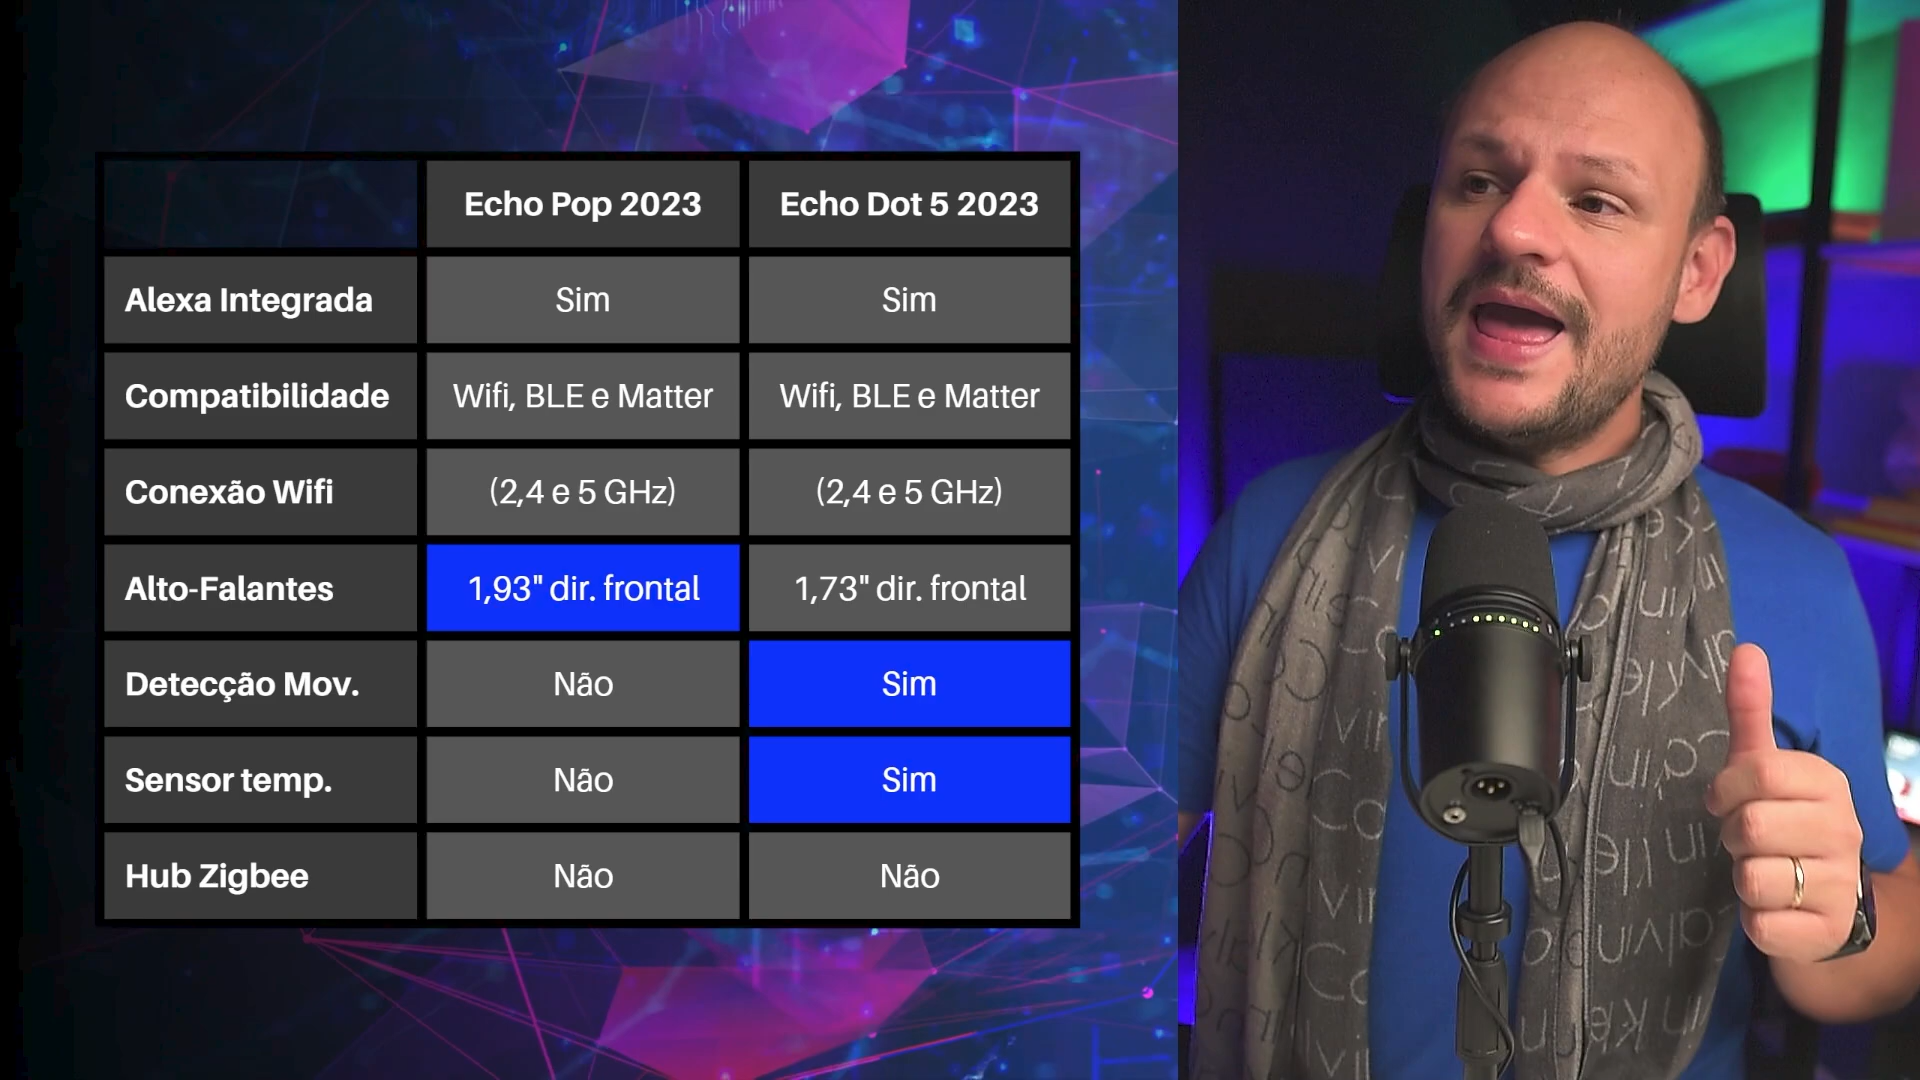 Echo Pop 2023 Echo Dot 5 2023
Alexa Integrada Sim Sim
Compatibilidade Wifi, BLE e Matter Wifi, BLE e Matter
Conexão Wifi (2,4 e 5 GHz) (2,4 e 5 GHz)
Alto-Falantes 1,93" dir. frontal 1,73" dir. frontal
Detecção Mov. Não Sim
Sensor temp. Não Sim
Hub Zigbee Não Não